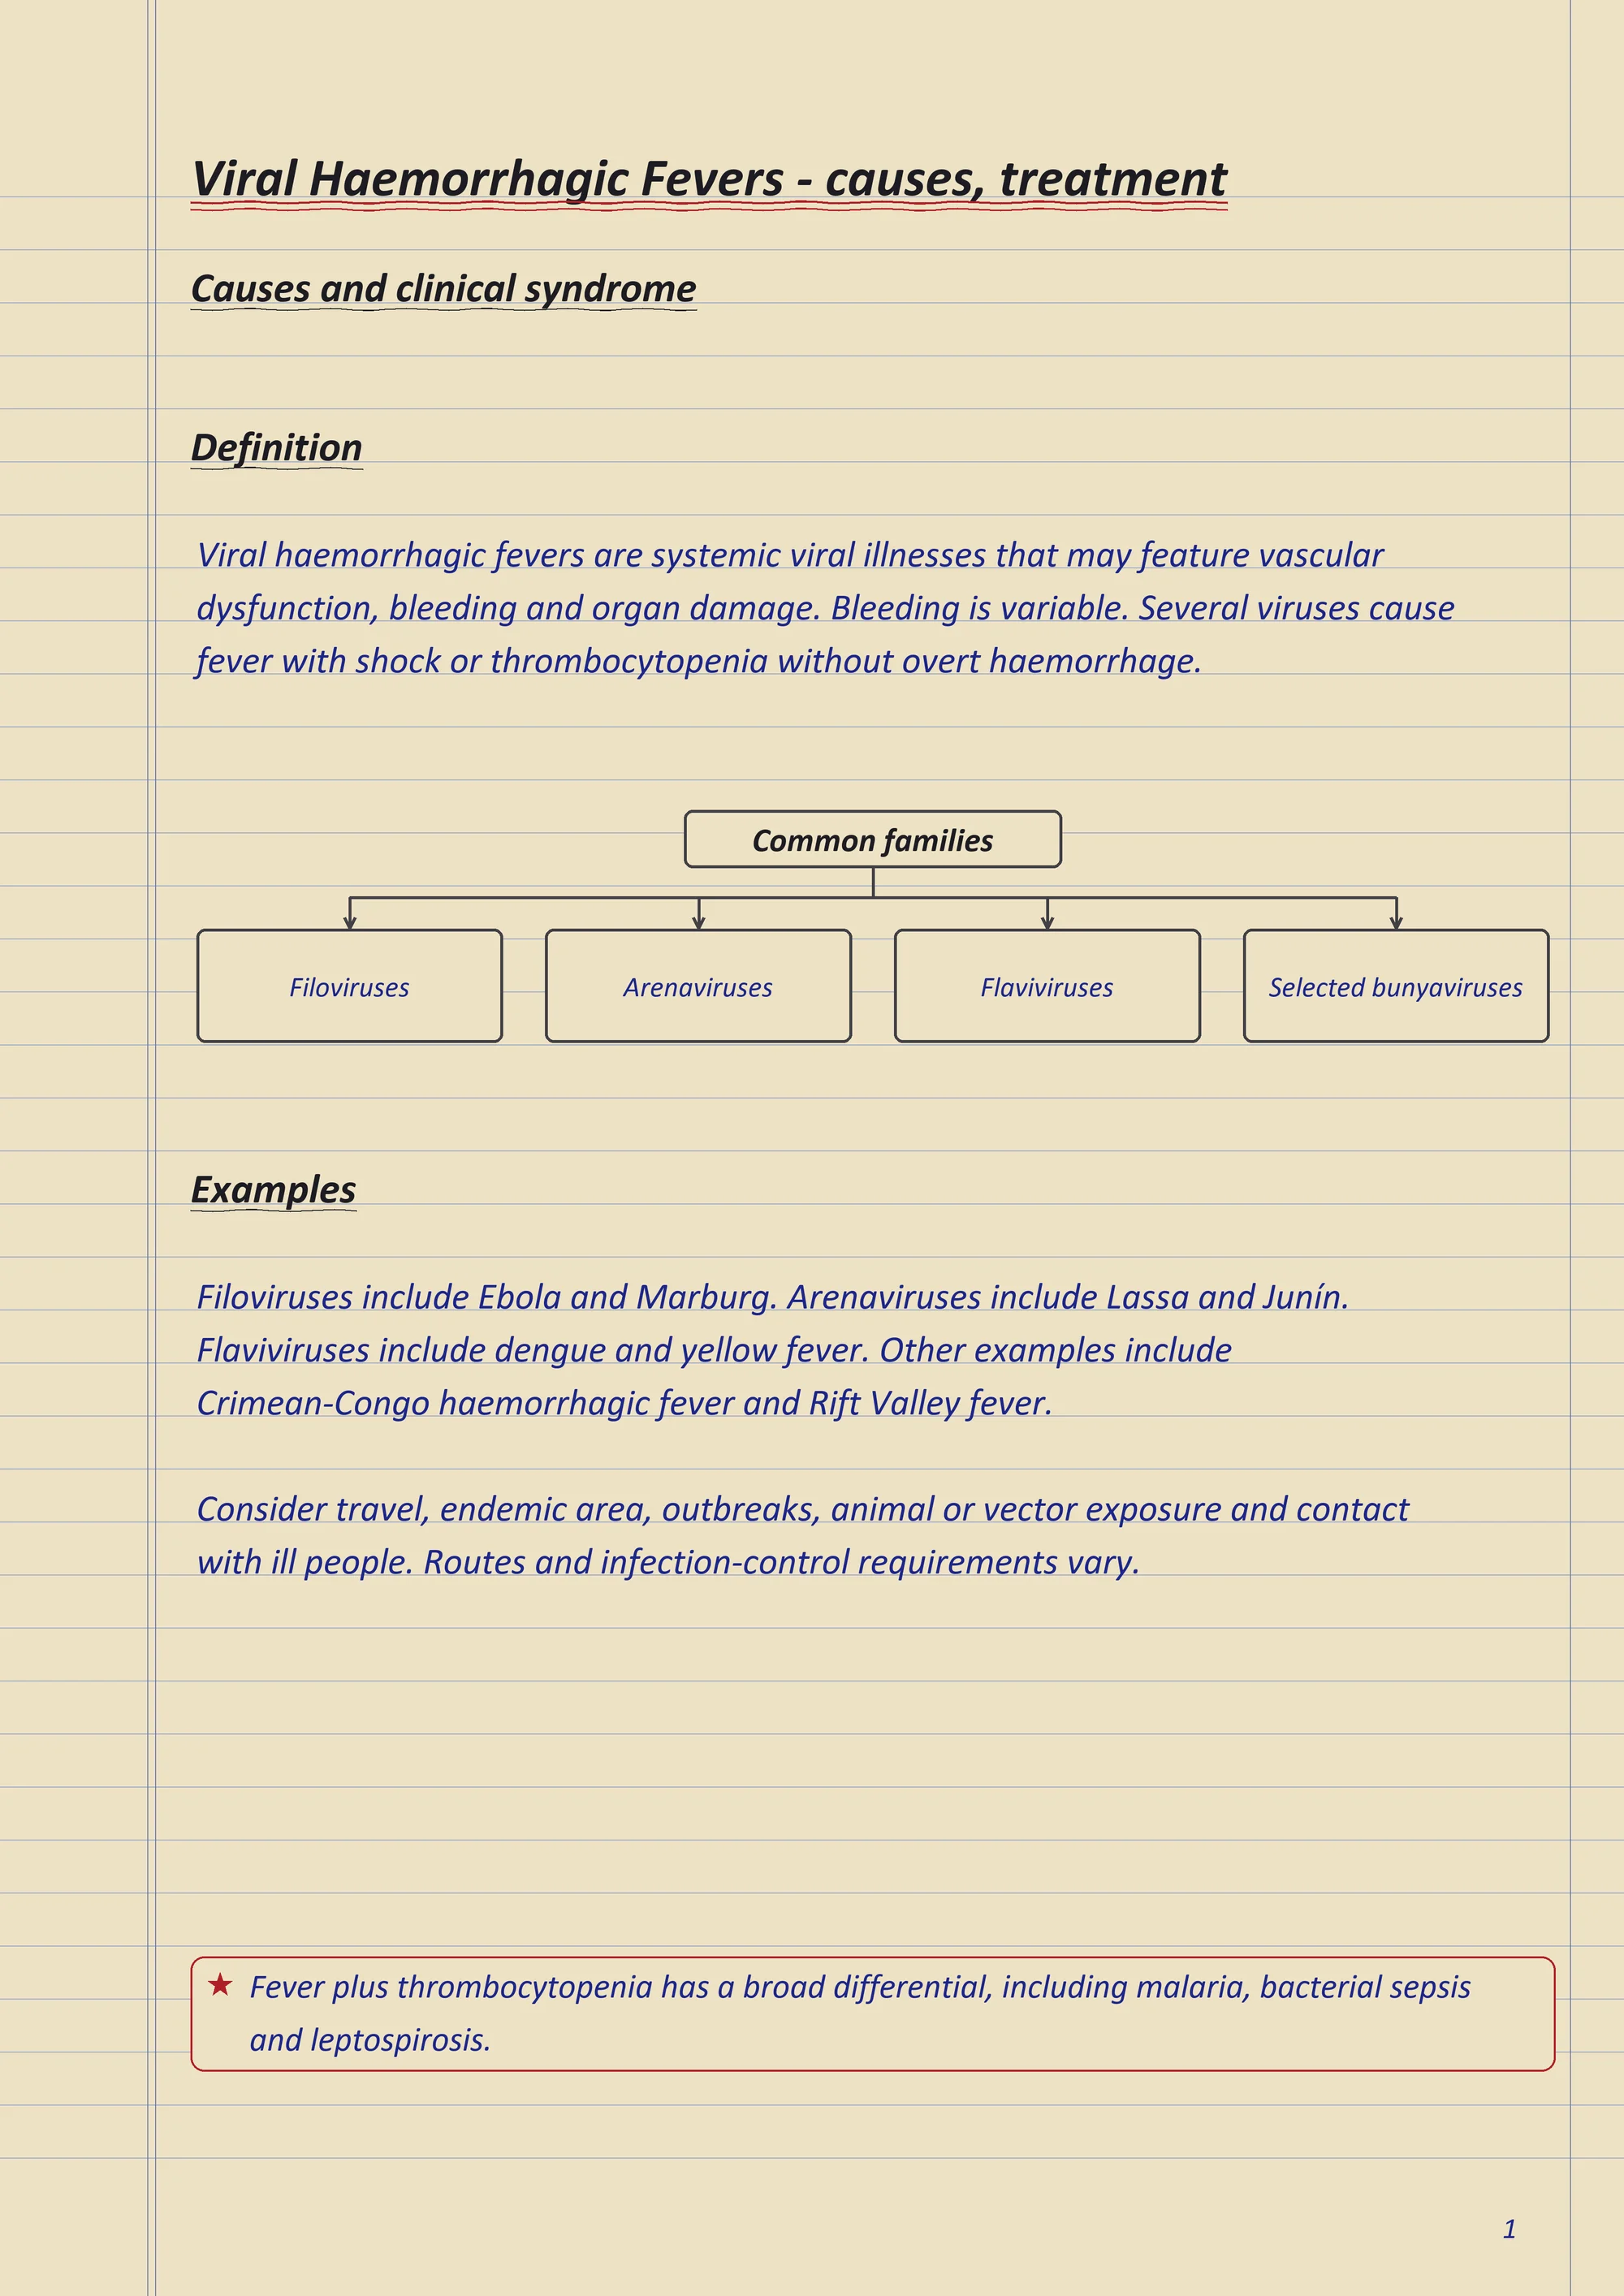 Viral Haemorrhagic Fevers - causes, treatment
Causes and clinical syndrome
Definition
Viral haemorrhagic fevers are systemic viral illnesses that may feature vascular
dysfunction, bleeding and organ damage. Bleeding is variable. Several viruses cause
fever with shock or thrombocytopenia without overt haemorrhage.
Common families
Filoviruses
Arenaviruses
Flaviviruses
Selected bunyaviruses
Examples
Filoviruses include Ebola and Marburg. Arenaviruses include Lassa and Junín.
Flaviviruses include dengue and yellow fever. Other examples include
Crimean-Congo haemorrhagic fever and Rift Valley fever.
Consider travel, endemic area, outbreaks, animal or vector exposure and contact
with ill people. Routes and infection-control requirements vary.
★ Fever plus thrombocytopenia has a broad differential, including malaria, bacterial sepsis
and leptospirosis.
1